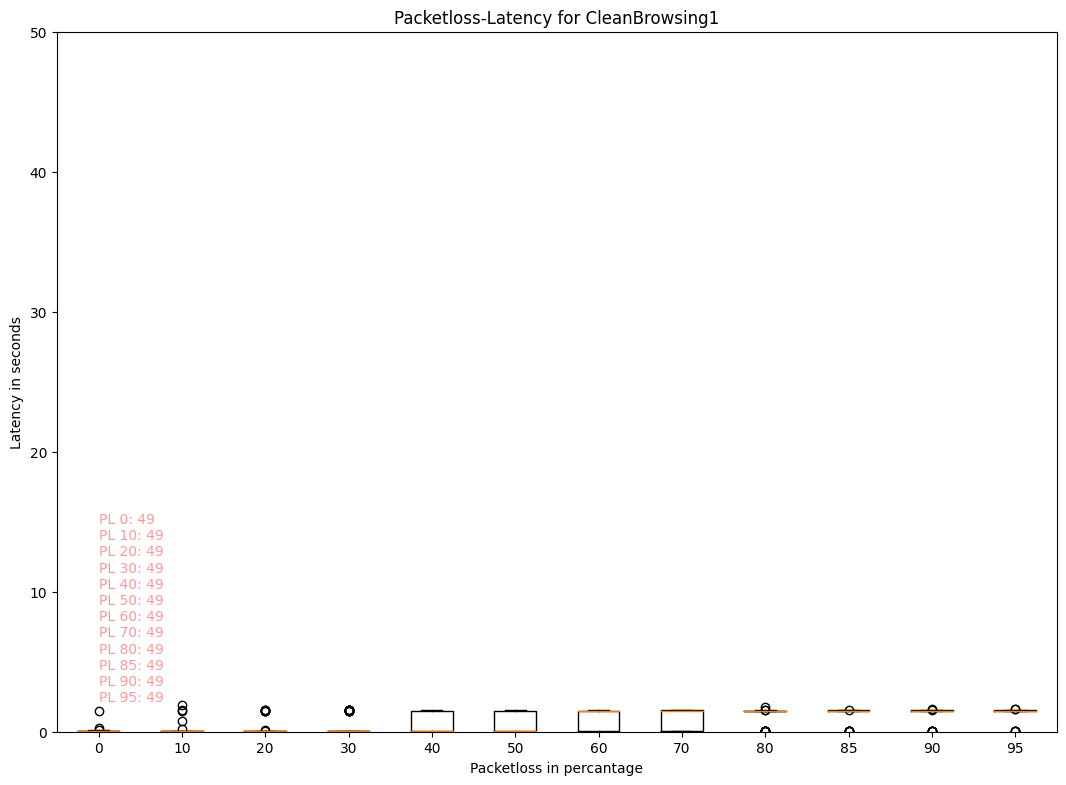 Packetloss-Latency for CleanBrowsing1
50
40
30
20
10
0
Latency in seconds
PL 0: 49
PL 10: 49
PL 20: 49
PL 30: 49
PL 40: 49
PL 50: 49
PL 60: 49
PL 70: 49
PL 80: 49
PL 85: 49
PL 90: 49
PL 95: 49
0 10 20 30 40 50 60 70 80 85 90 95
Packetloss in percantage